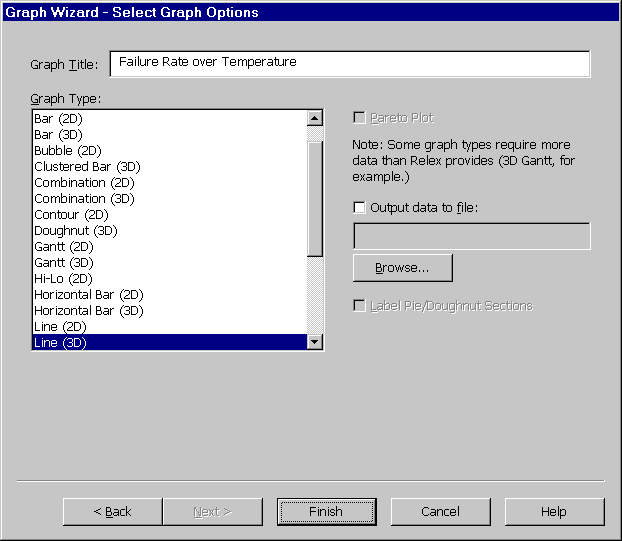 Graph Wizard - Select Graph Options
Graph Title: Failure Rate over Temperature
Graph Type:
Bar (2D)
Bar (3D)
Bubble (2D)
Clustered Bar (3D)
Combination (2D)
Combination (3D)
Contour (2D)
Doughnut (3D)
Gantt (2D)
Gantt (3D)
Hi-Lo (2D)
Horizontal Bar (2D)
Horizontal Bar (3D)
Line (2D)
Line (3D)
Pareto Plot
Note: Some graph types require more
data than Relex provides (3D Gantt, for
example.)
Output data to file:
Browse...
Label Pie/Doughnut Sections
< Back
Next >
Finish
Cancel
Help